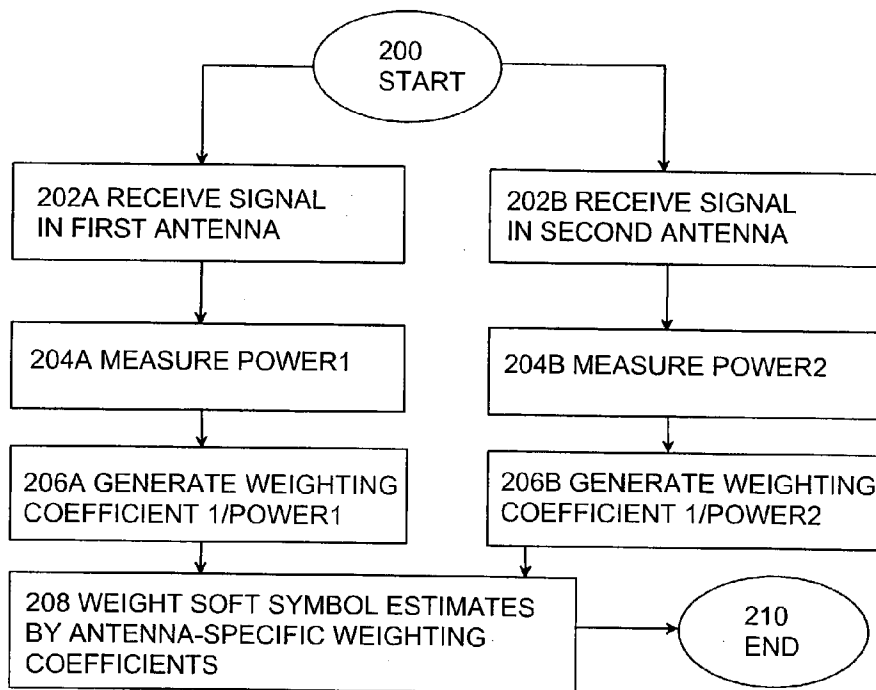 200
START
202A RECEIVE SIGNAL
IN FIRST ANTENNA
202B RECEIVE SIGNAL
IN SECOND ANTENNA
204A MEASURE POWER1
204B MEASURE POWER2
206A GENERATE WEIGHTING
COEFFICIENT 1/POWER1
206B GENERATE WEIGHTING
COEFFICIENT 1/POWER2
208 WEIGHT SOFT SYMBOL ESTIMATES
BY ANTENNA-SPECIFIC WEIGHTING
COEFFICIENTS
210
END